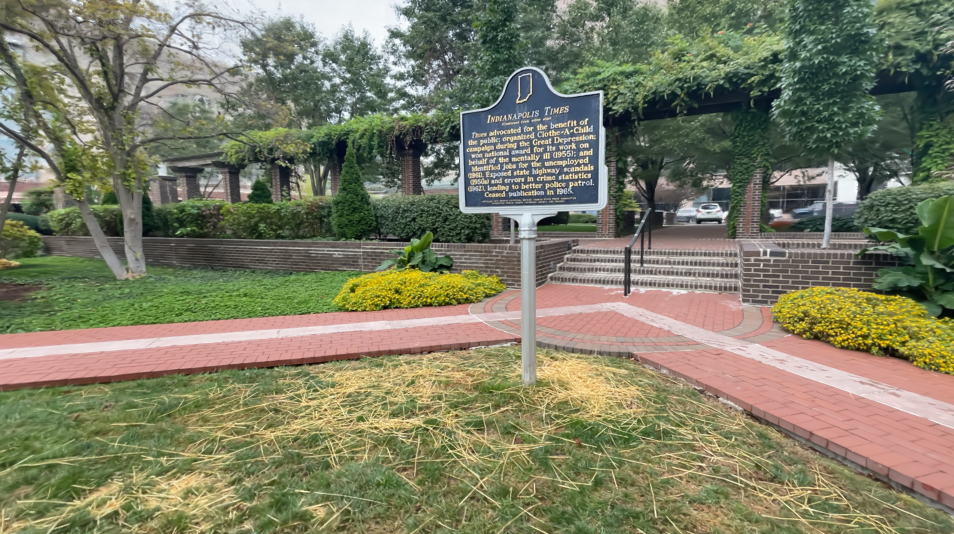 INDIANAPOLIS TIMES
Times advocated for the benefit of
the public; organized Clothe-A-Child
campaign during the Great Depression;
won national award for its work on
behalf of the mentally ill (1955); and
identified jobs for the unemployed
Exposed state highway scandals
(1950s) and errors in crime statistics
(1962), leading to better police patrol.
Ceased publication in 1965.